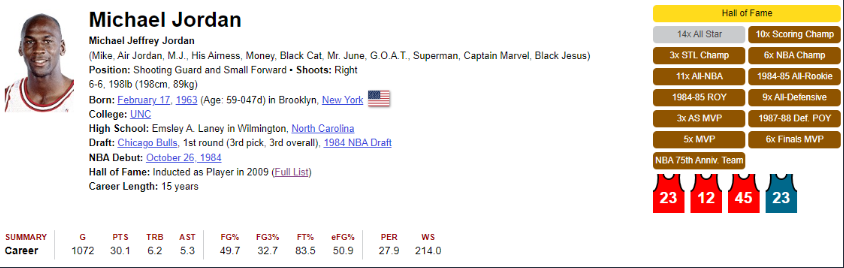 Michael Jordan
Michael Jeffrey Jordan
(Mike, Air Jordan, M.J., His Airness, Money, Black Cat, Mr. June, G.O.A.T., Superman, Captain Marvel, Black Jesus)
Position: Shooting Guard and Small Forward • Shoots: Right
6-6, 198lb (198cm, 89kg)
Born: February 17, 1963 (Age: 59-047d) in Brooklyn, New York
College: UNC
High School: Emsley A. Laney in Wilmington, North Carolina
Draft: Chicago Bulls, 1st round (3rd pick, 3rd overall), 1984 NBA Draft
NBA Debut: October 26, 1984
Hall of Fame: Inducted as Player in 2009 (Full List)
Career Length: 15 years
Hall of Fame
14x All Star 10x Scoring Champ
3x STL Champ 6x NBA Champ
11x All-NBA 1984-85 All-Rookie
1984-85 ROY 9x All-Defensive
3x AS MVP 1987-88 Def. POY
5x MVP 6x Finals MVP
NBA 75th Anniv. Team
23 12 45 23
SUMMARY G PTS TRB AST FG% FG3% FT% eFG% PER WS
Career 1072 30.1 6.2 5.3 49.7 32.7 83.5 50.9 27.9 214.0